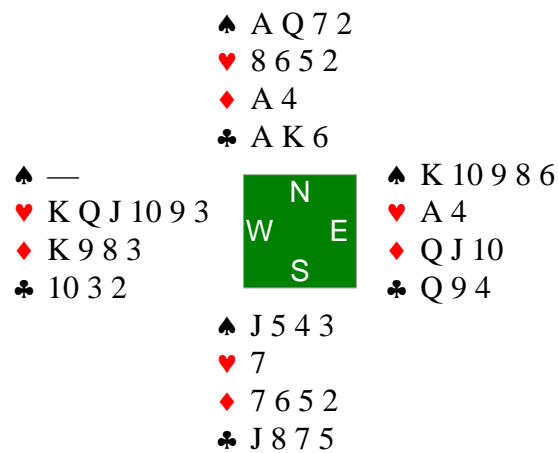 ♠ A Q 7 2
♥ 8 6 5 2
♦ A 4
♣ A K 6
♠ —
♥ K Q J 10 9 3
♦ K 9 8 3
♣ 10 3 2
N
W E
S
♠ K 10 9 8 6
♥ A 4
♦ Q J 10
♣ Q 9 4
♠ J 5 4 3
♥ 7
♦ 7 6 5 2
♣ J 8 7 5